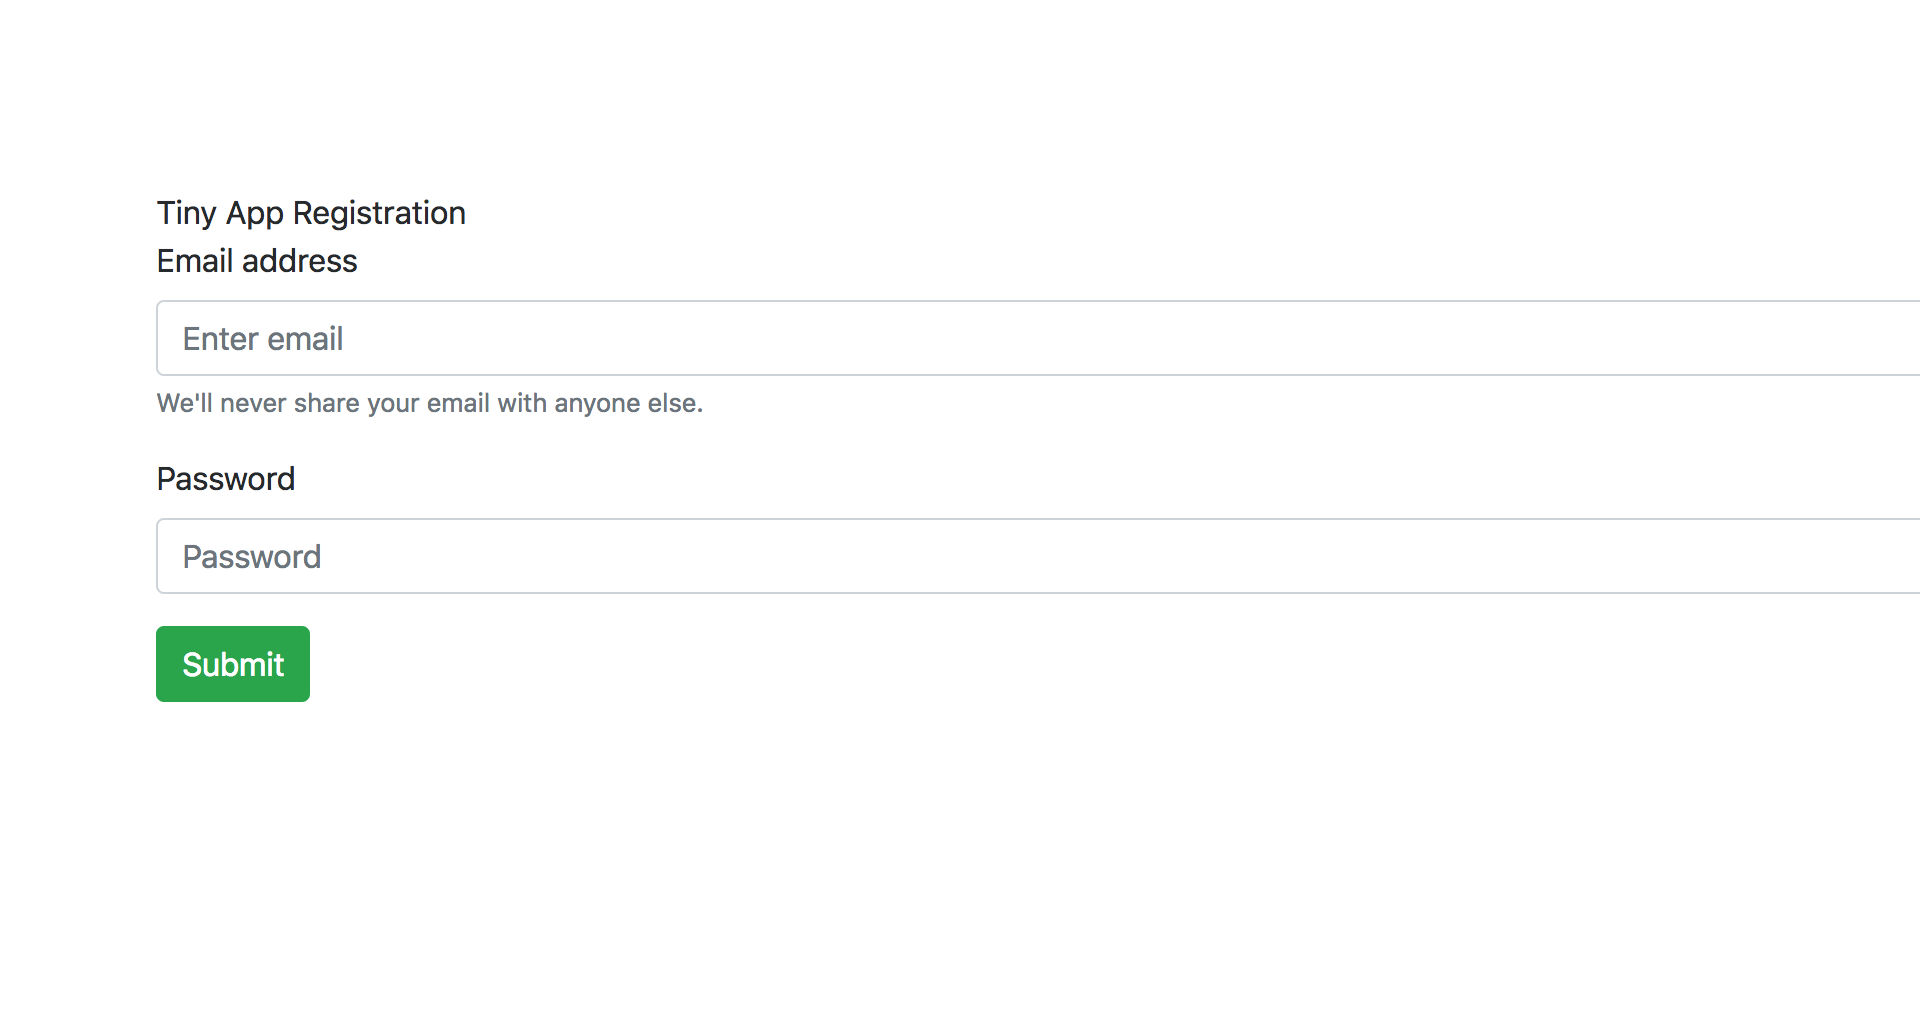 Tiny App Registration
Email address
Enter email
We'll never share your email with anyone else.
Password
Password
Submit